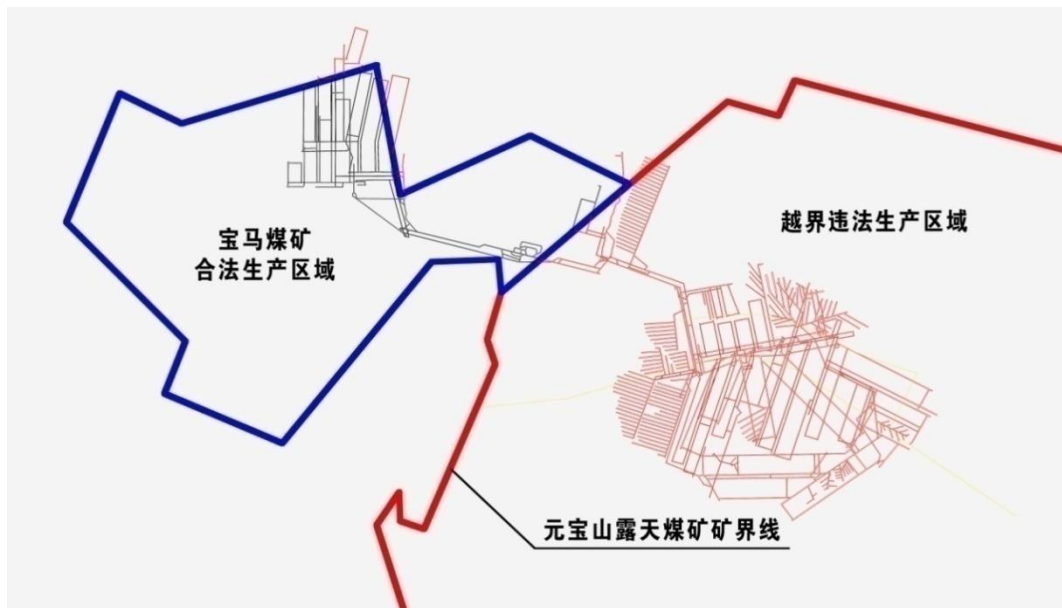 宝马煤矿
合法生产区域
越界违法生产区域
元宝山露天煤矿矿界线